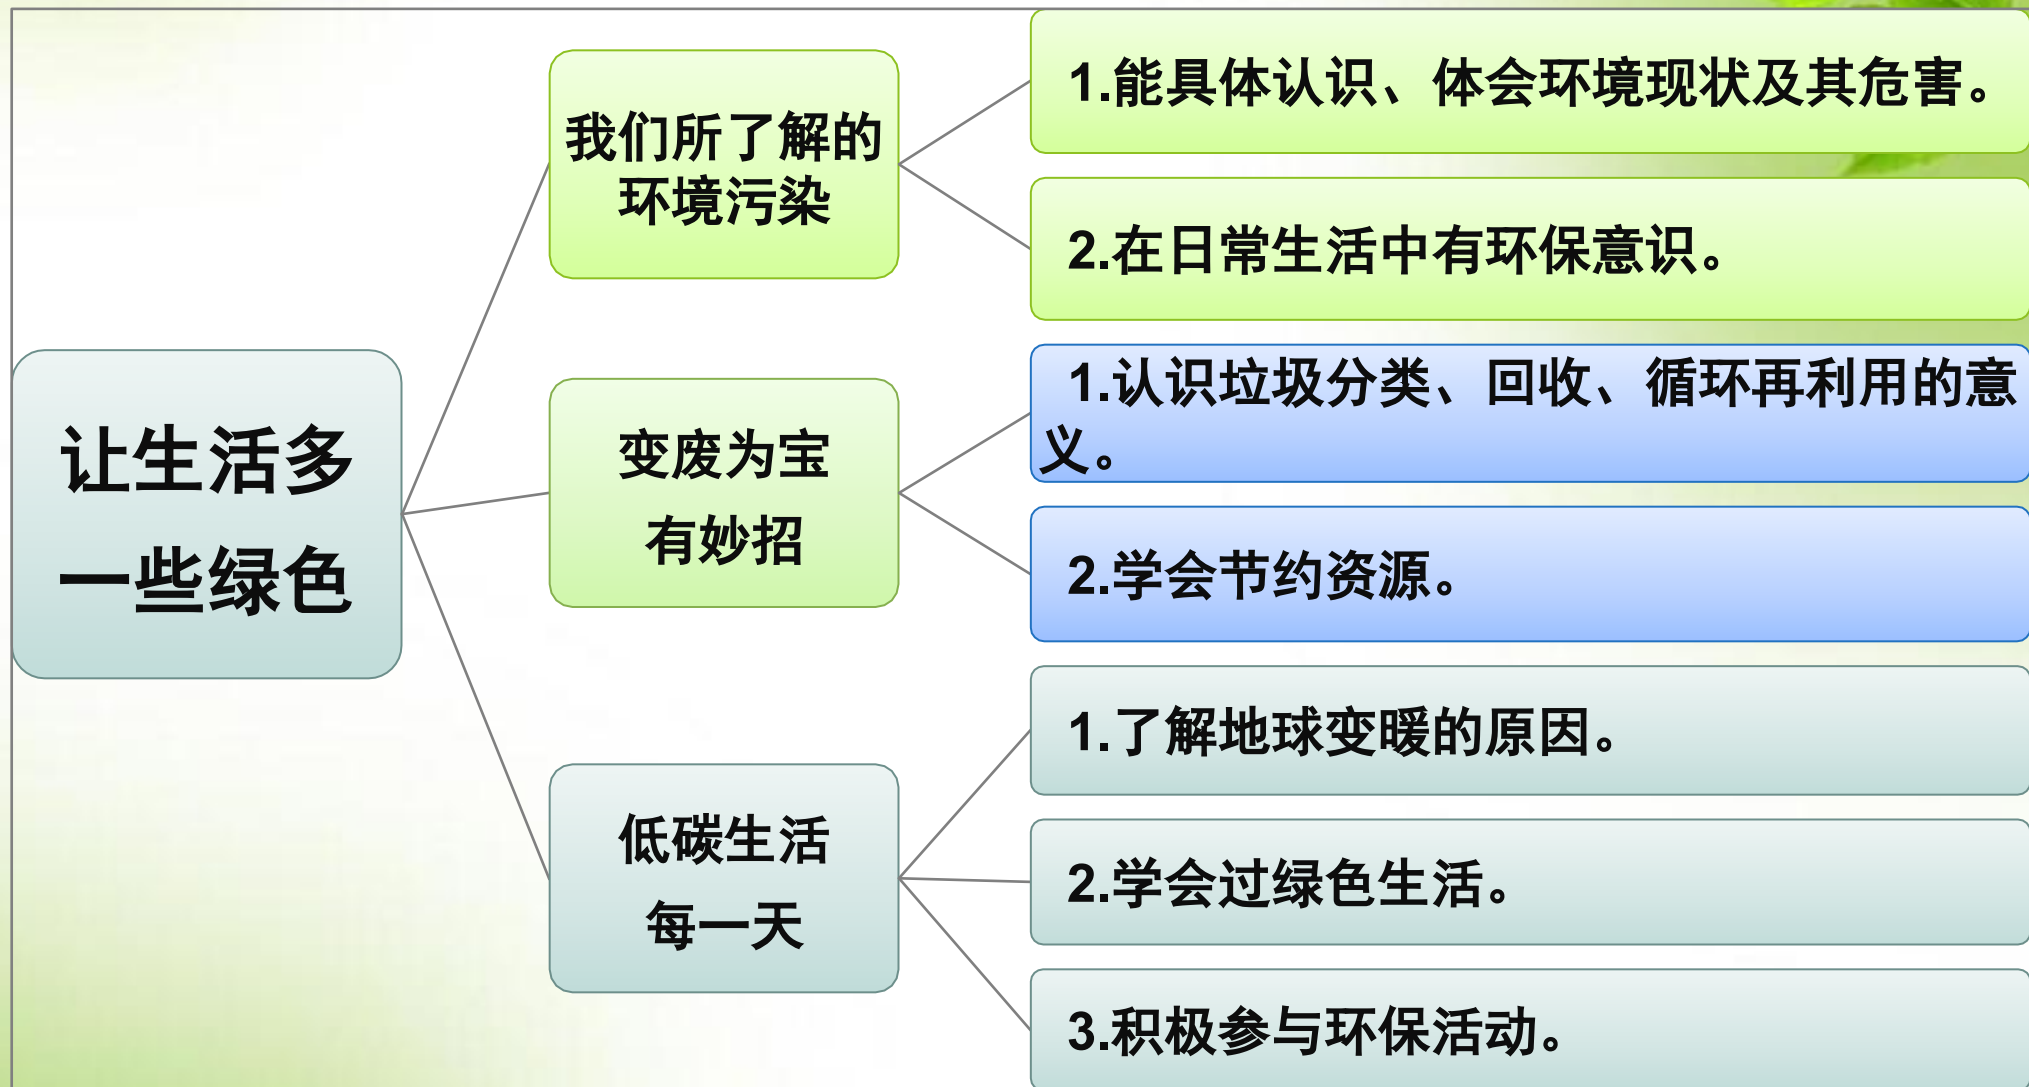 让生活多
一些绿色
我们所了解的
环境污染
1.能具体认识、体会环境现状及其危害。
2.在日常生活中有环保意识。
变废为宝
有妙招
1.认识垃圾分类、回收、循环再利用的意
义。
2.学会节约资源。
低碳生活
每一天
1.了解地球变暖的原因。
2.学会过绿色生活。
3.积极参与环保活动。